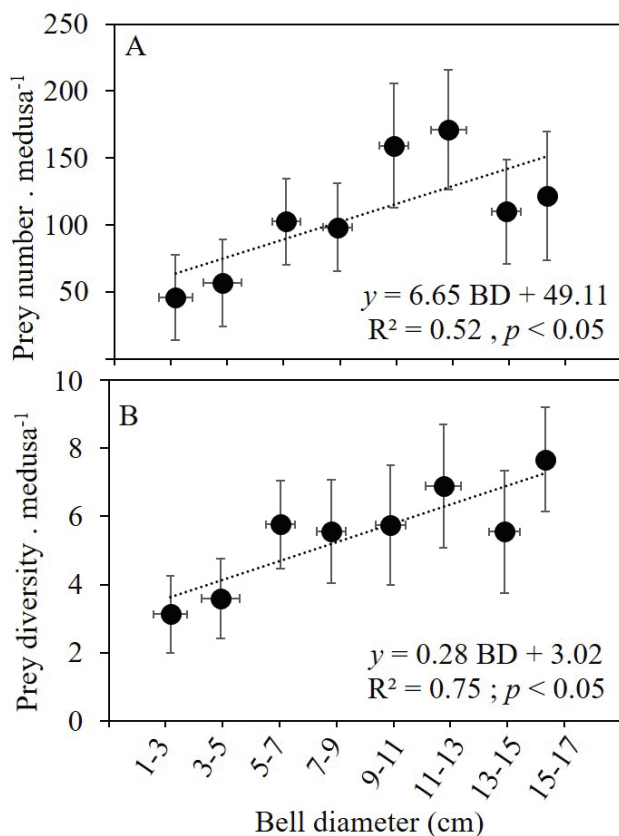 250
200
150
100
50
A
Prey number . medusa⁻¹
y = 6.65 BD + 49.11
R² = 0.52 , p < 0.05
10
8
6
4
2
0
B
Prey diversity . medusa⁻¹
y = 0.28 BD + 3.02
R² = 0.75 ; p < 0.05
1-3
3-5
5-7
7-9
9-11
11-13
13-15
15-17
Bell diameter (cm)